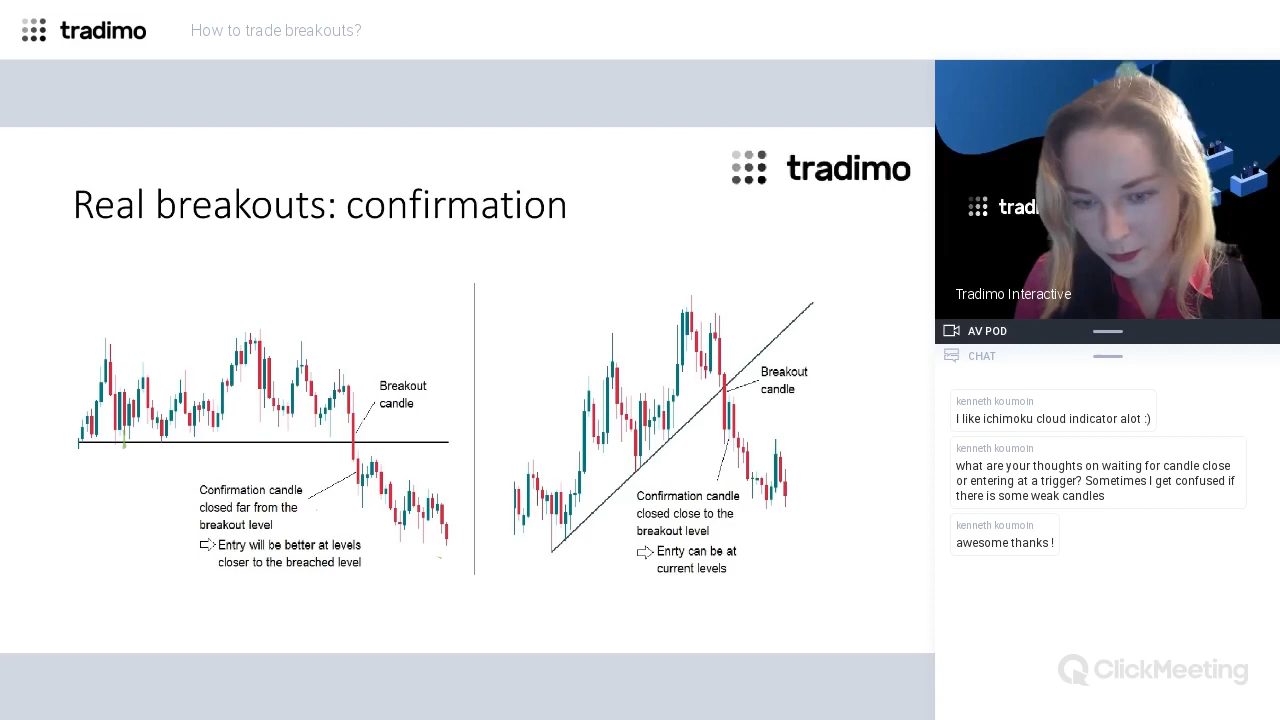 tradimo
How to trade breakouts?
tradimo
Real breakouts: confirmation
Breakout
candle
Confirmation candle
closed far from the
breakout level
Entry will be better at levels
closer to the breached level
Breakout
candle
Confirmation candle
closed close to the
breakout level
Enrty can be at
current levels
tradi
Tradimo Interactive
AV POD
CHAT
kenneth koumoin
I like ichimoku cloud indicator alot :)
kenneth koumoin
what are your thoughts on waiting for candle close
or entering at a trigger? Sometimes I get confused if
there is some weak candles
kenneth koumoin
awesome thanks !
ClickMeeting